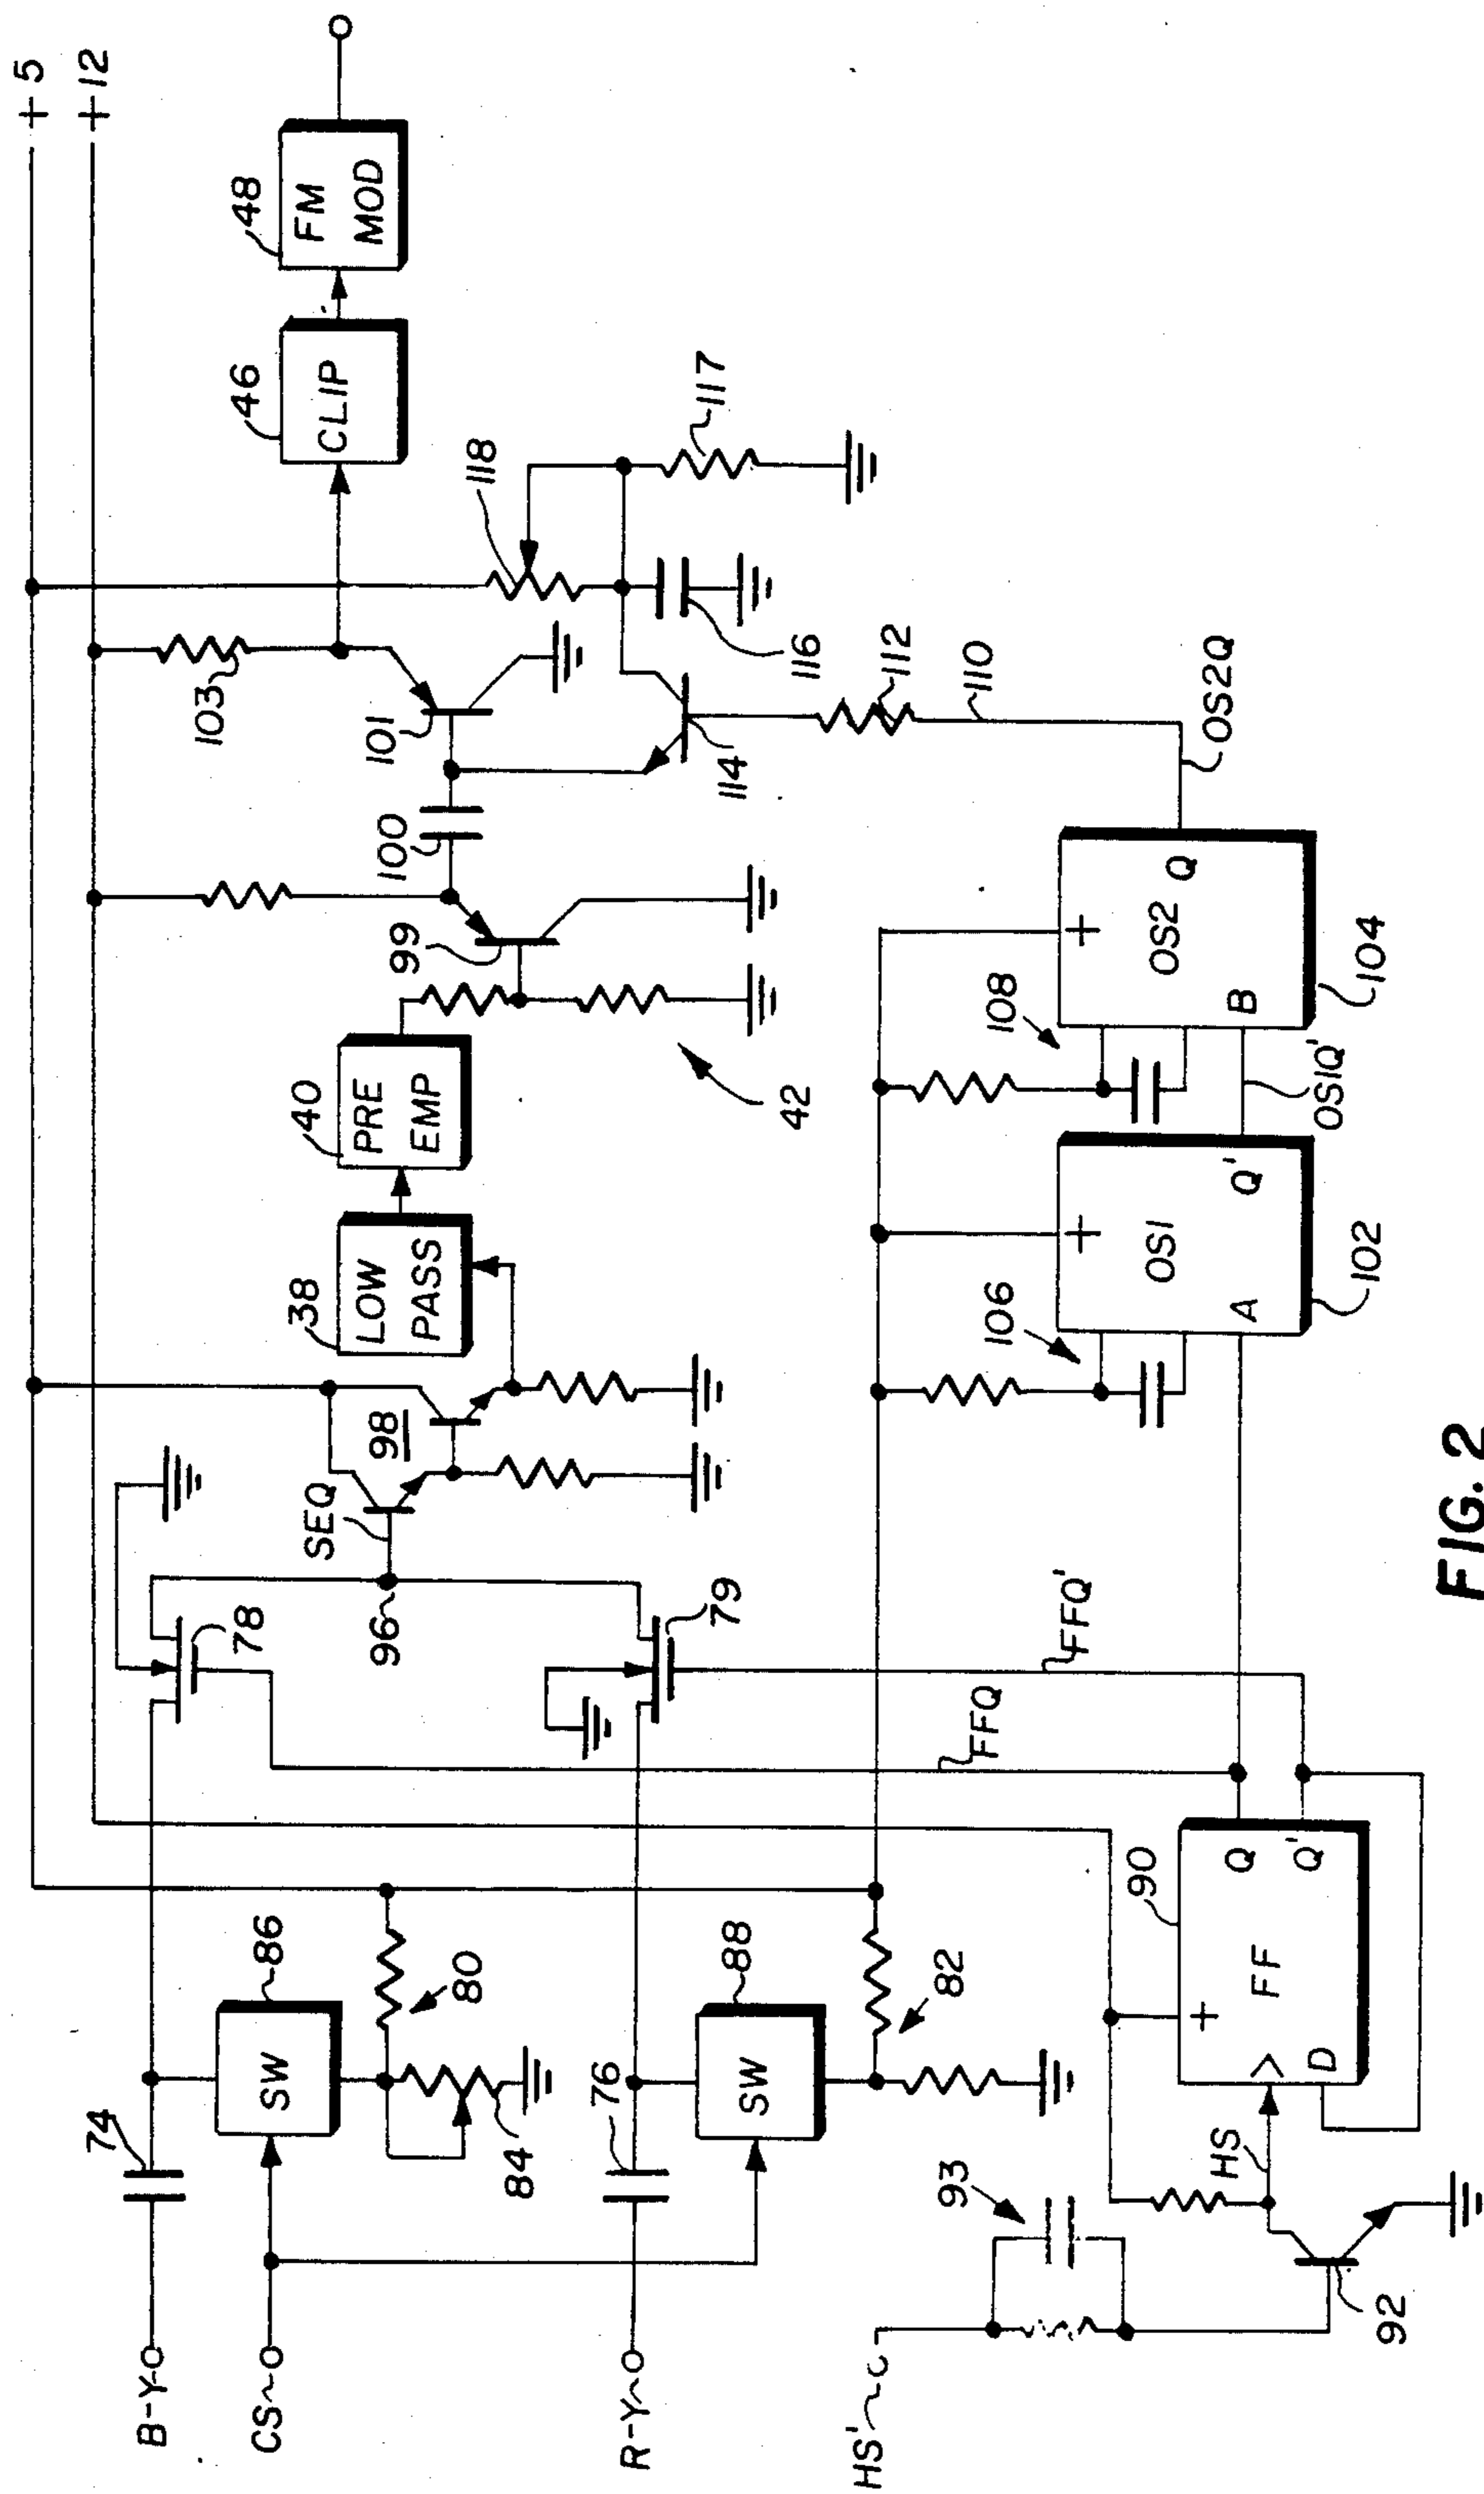 +5
+12
B-Y
74
CS
SW
86
80
84
78
SEQ
96
98
LOW
PASS
38
PRE
EMP
40
99
42
100
101
103
CLIP
46
FM
MOD
48
118
117
116
114
112
110
R-Y
76
SW
88
82
79
FFQ
FFQ'
106
108
HS'
93
92
HS
+
FF
D
Q
Q'
90
+
OS1
A
Q'
102
OS1Q'
+
OS2
B
Q
104
OS2Q
FIG. 2